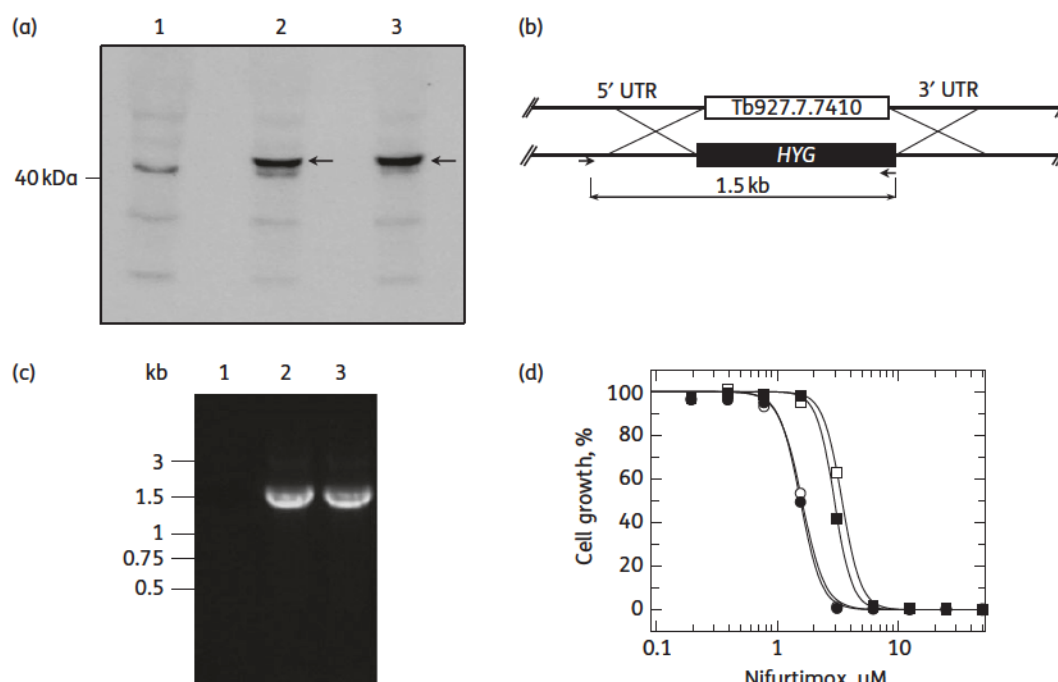 (a)
1 2 3
40 kDa
(b)
5′ UTR 3′ UTR
Tb927.7.7410
HYG
1.5 kb
(c)
kb 1 2 3
3
1.5
1
0.75
0.5
(d)
Cell growth, %
100
80
60
40
20
0
0.1 1 10
Nifurtimox, µM